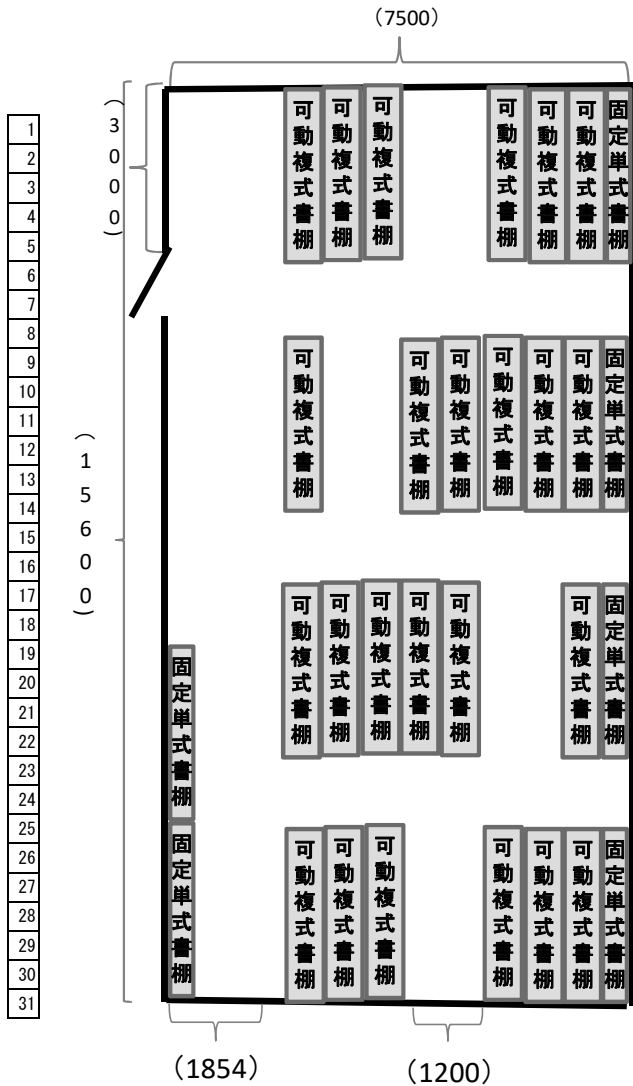 (7500)
(3000)
(15600)
1
2
3
4
5
6
7
8
9
10
11
12
13
14
15
16
17
18
19
20
21
22
23
24
25
26
27
28
29
30
31
可動複式書棚
可動複式書棚
可動複式書棚
可動複式書棚
可動複式書棚
可動複式書棚
固定単式書棚
可動複式書棚
可動複式書棚
可動複式書棚
可動複式書棚
可動複式書棚
可動複式書棚
固定単式書棚
可動複式書棚
可動複式書棚
可動複式書棚
可動複式書棚
可動複式書棚
可動複式書棚
固定単式書棚
固定単式書棚
固定単式書棚
可動複式書棚
可動複式書棚
可動複式書棚
可動複式書棚
可動複式書棚
可動複式書棚
固定単式書棚
(1854)
(1200)